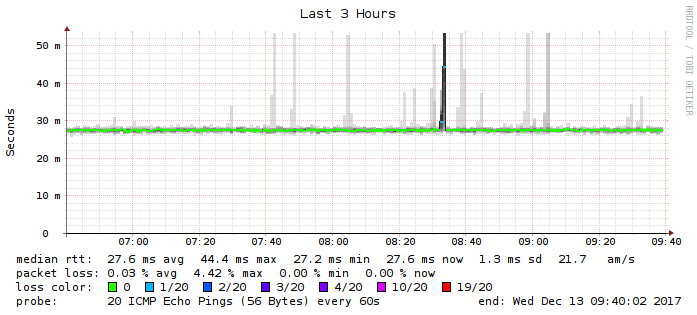 Last 3 Hours
RRDTOOL / TOBI OETIKER
Seconds
50 m
40 m
30 m
20 m
10 m
0
07:00 07:20 07:40 08:00 08:20 08:40 09:00 09:20 09:40
median rtt: 27.6 ms avg 44.4 ms max 27.2 ms min 27.6 ms now 1.3 ms sd 21.7 am/s
packet loss: 0.03 % avg 4.42 % max 0.00 % min 0.00 % now
loss color: 0 1/20 2/20 3/20 4/20 10/20 19/20
probe: 20 ICMP Echo Pings (56 Bytes) every 60s end: Wed Dec 13 09:40:02 2017